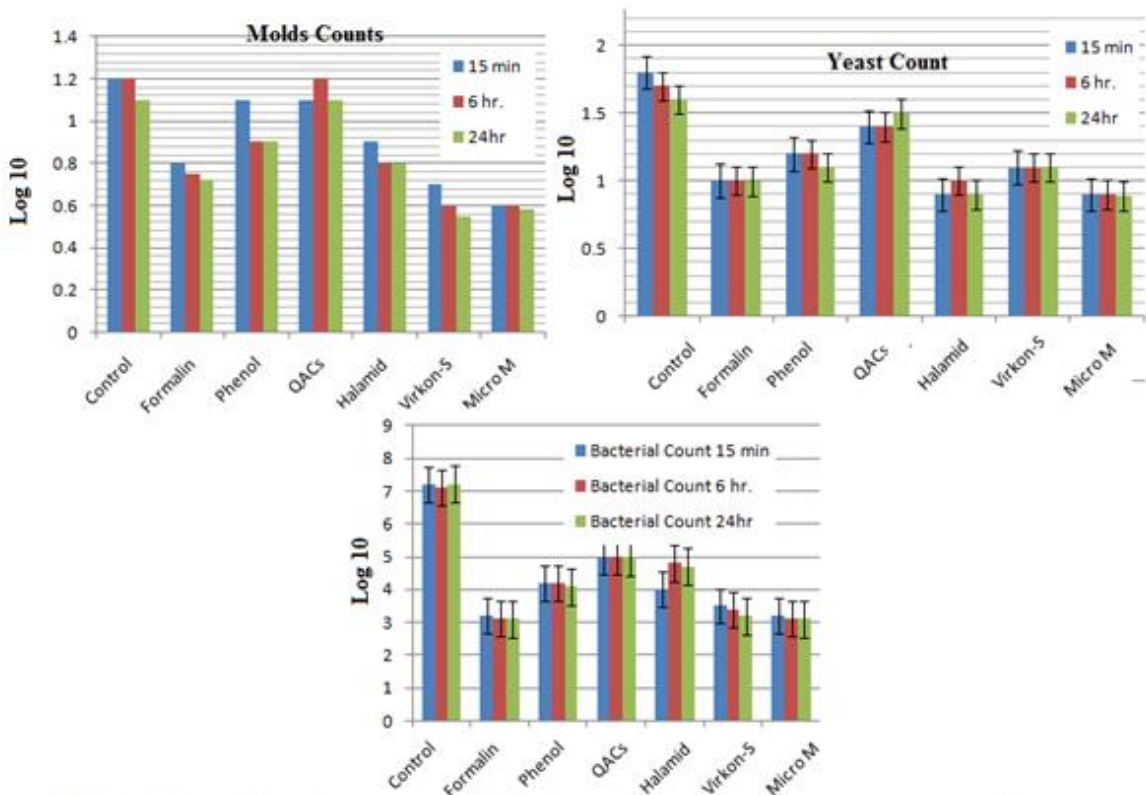 Molds Counts
1.4
1.2
1
0.8
0.6
0.4
0.2
0
Log 10
15 min
6 hr.
24hr
Control
Formalin
Phenol
QACs
Halamid
Virkon-S
Micro M
Yeast Count
2
1.5
1
0.5
0
Log 10
15 min
6 hr.
24hr
Control
Formalin
Phenol
QACs
Halamid
Virkon-S
Micro M
9
8
7
6
5
4
3
2
1
0
Log 10
Bacterial Count 15 min
Bacterial Count 6 hr.
Bacterial Count 24hr
Control
Formalin
Phenol
QACs
Halamid
Virkon-S
Micro M